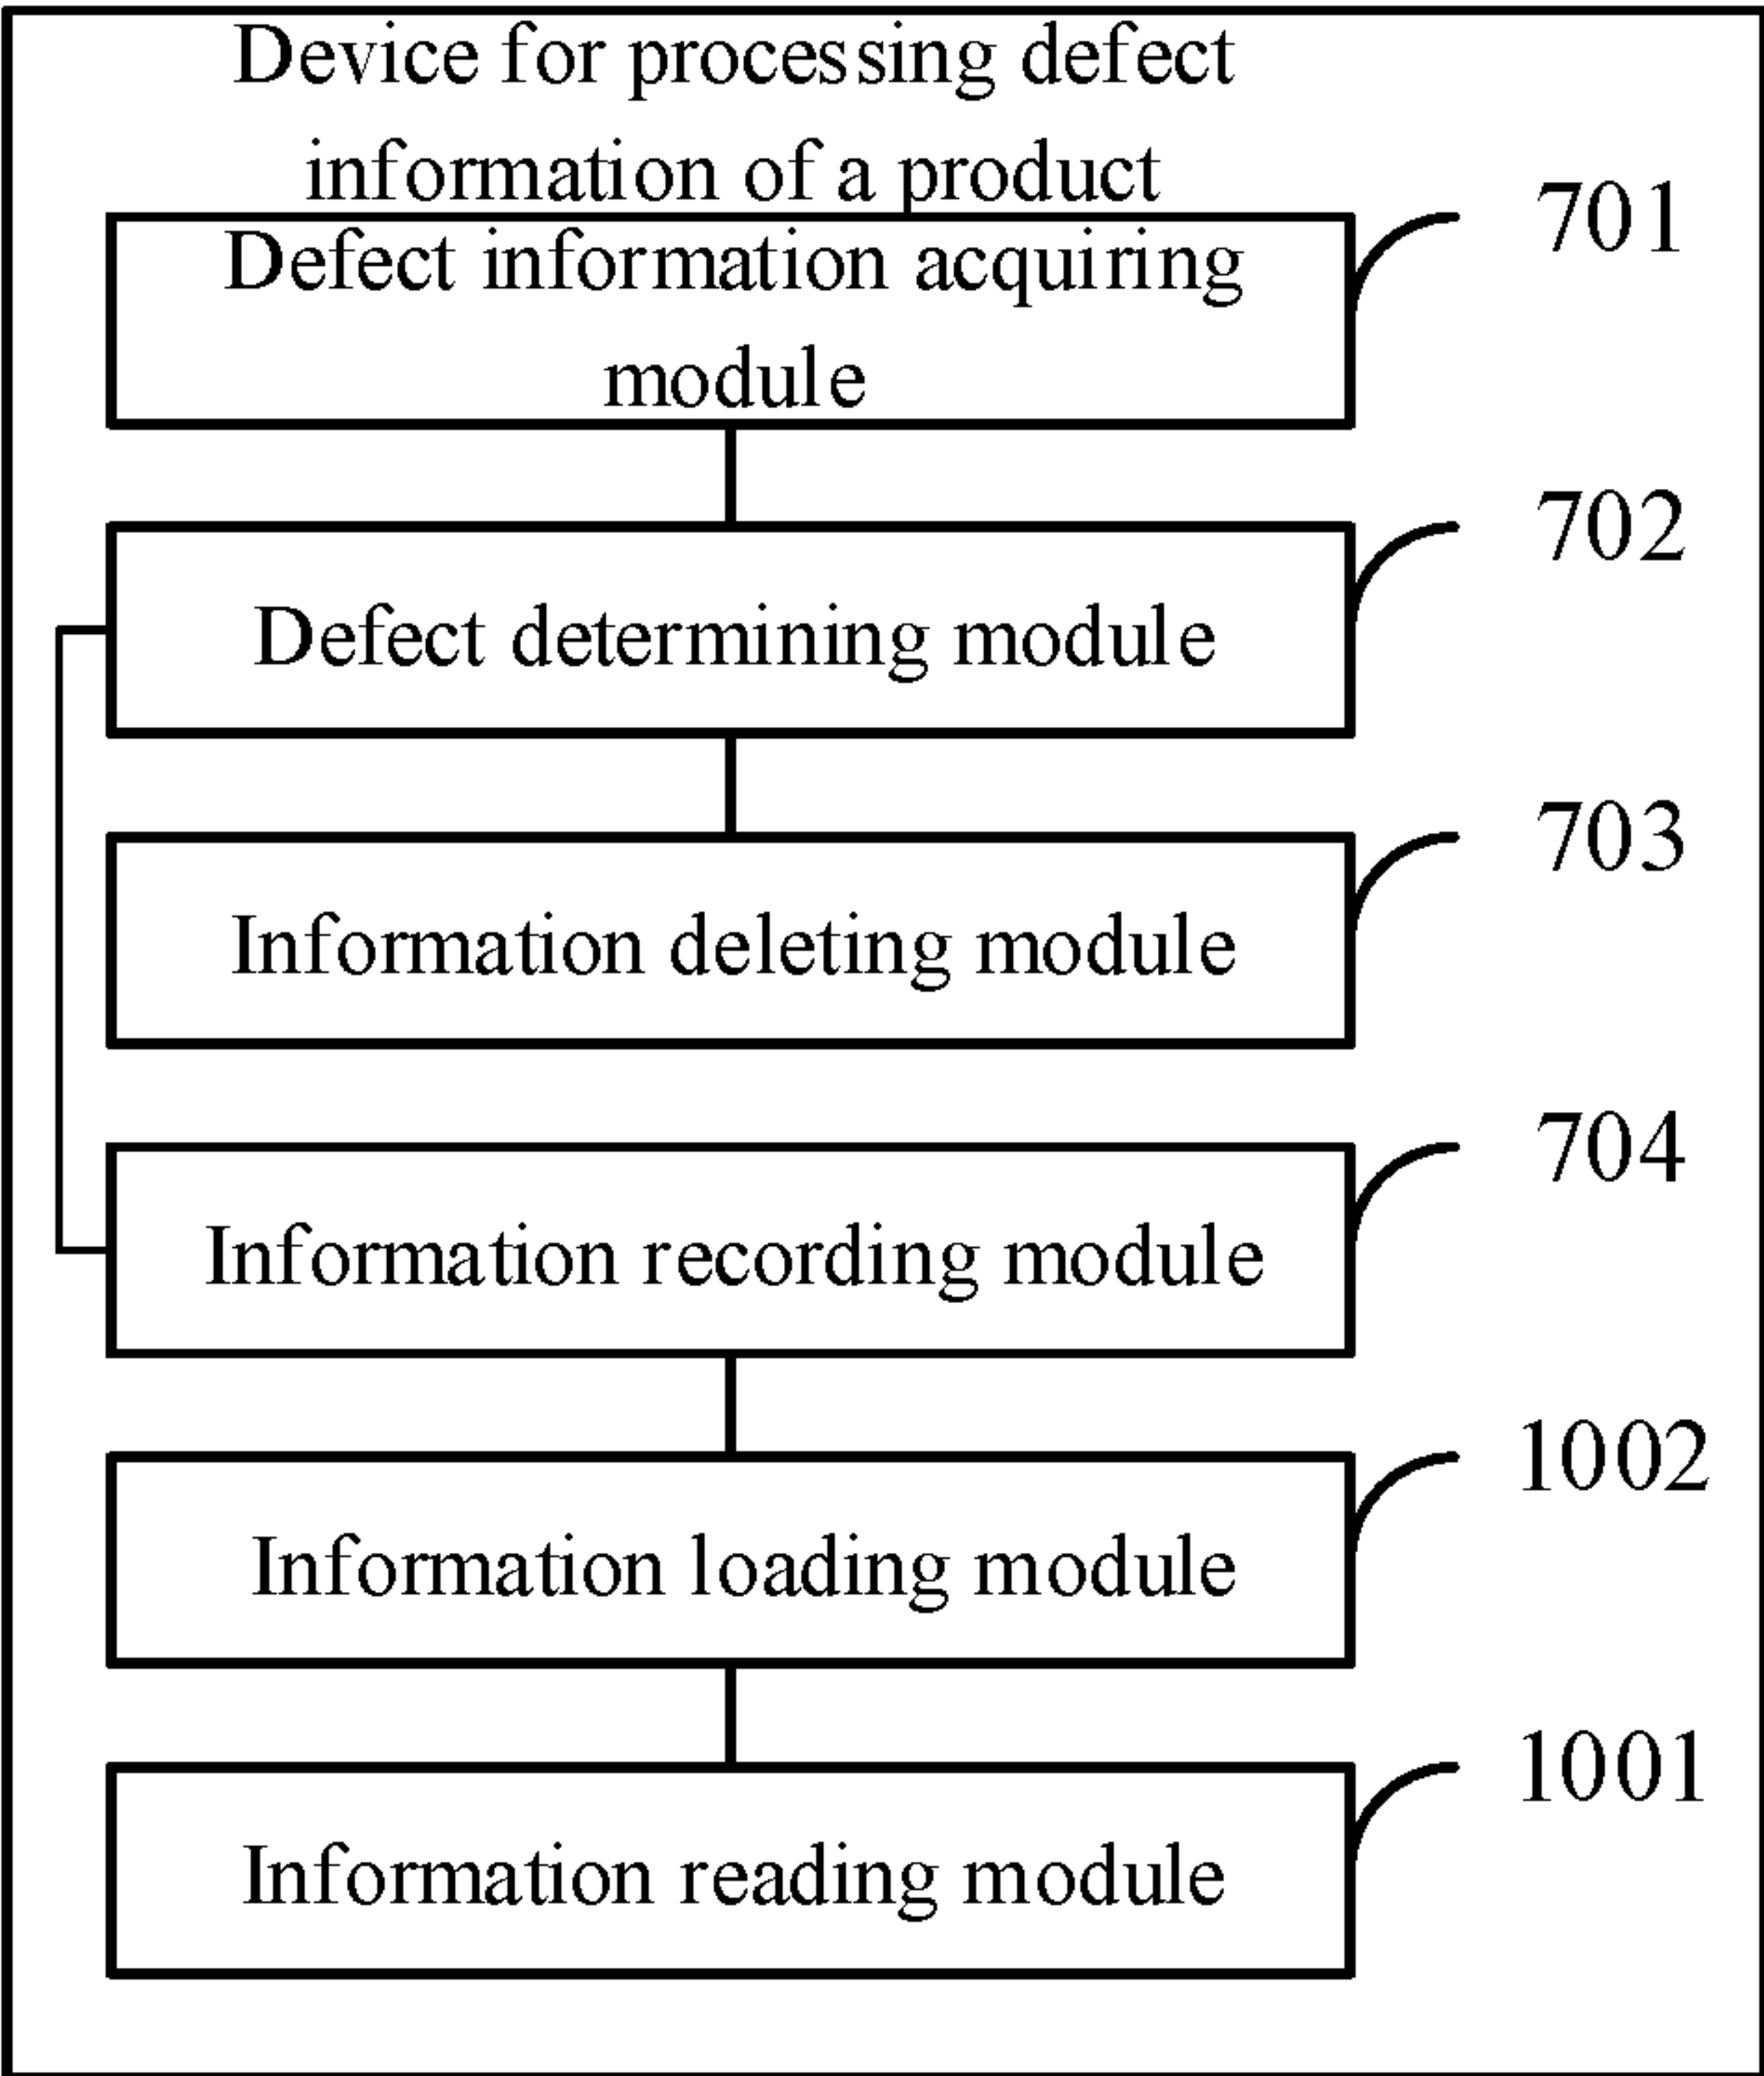 Device for processing defect
information of a product
Defect information acquiring
module
701
Defect determining module
702
Information deleting module
703
Information recording module
704
Information loading module
1002
Information reading module
1001